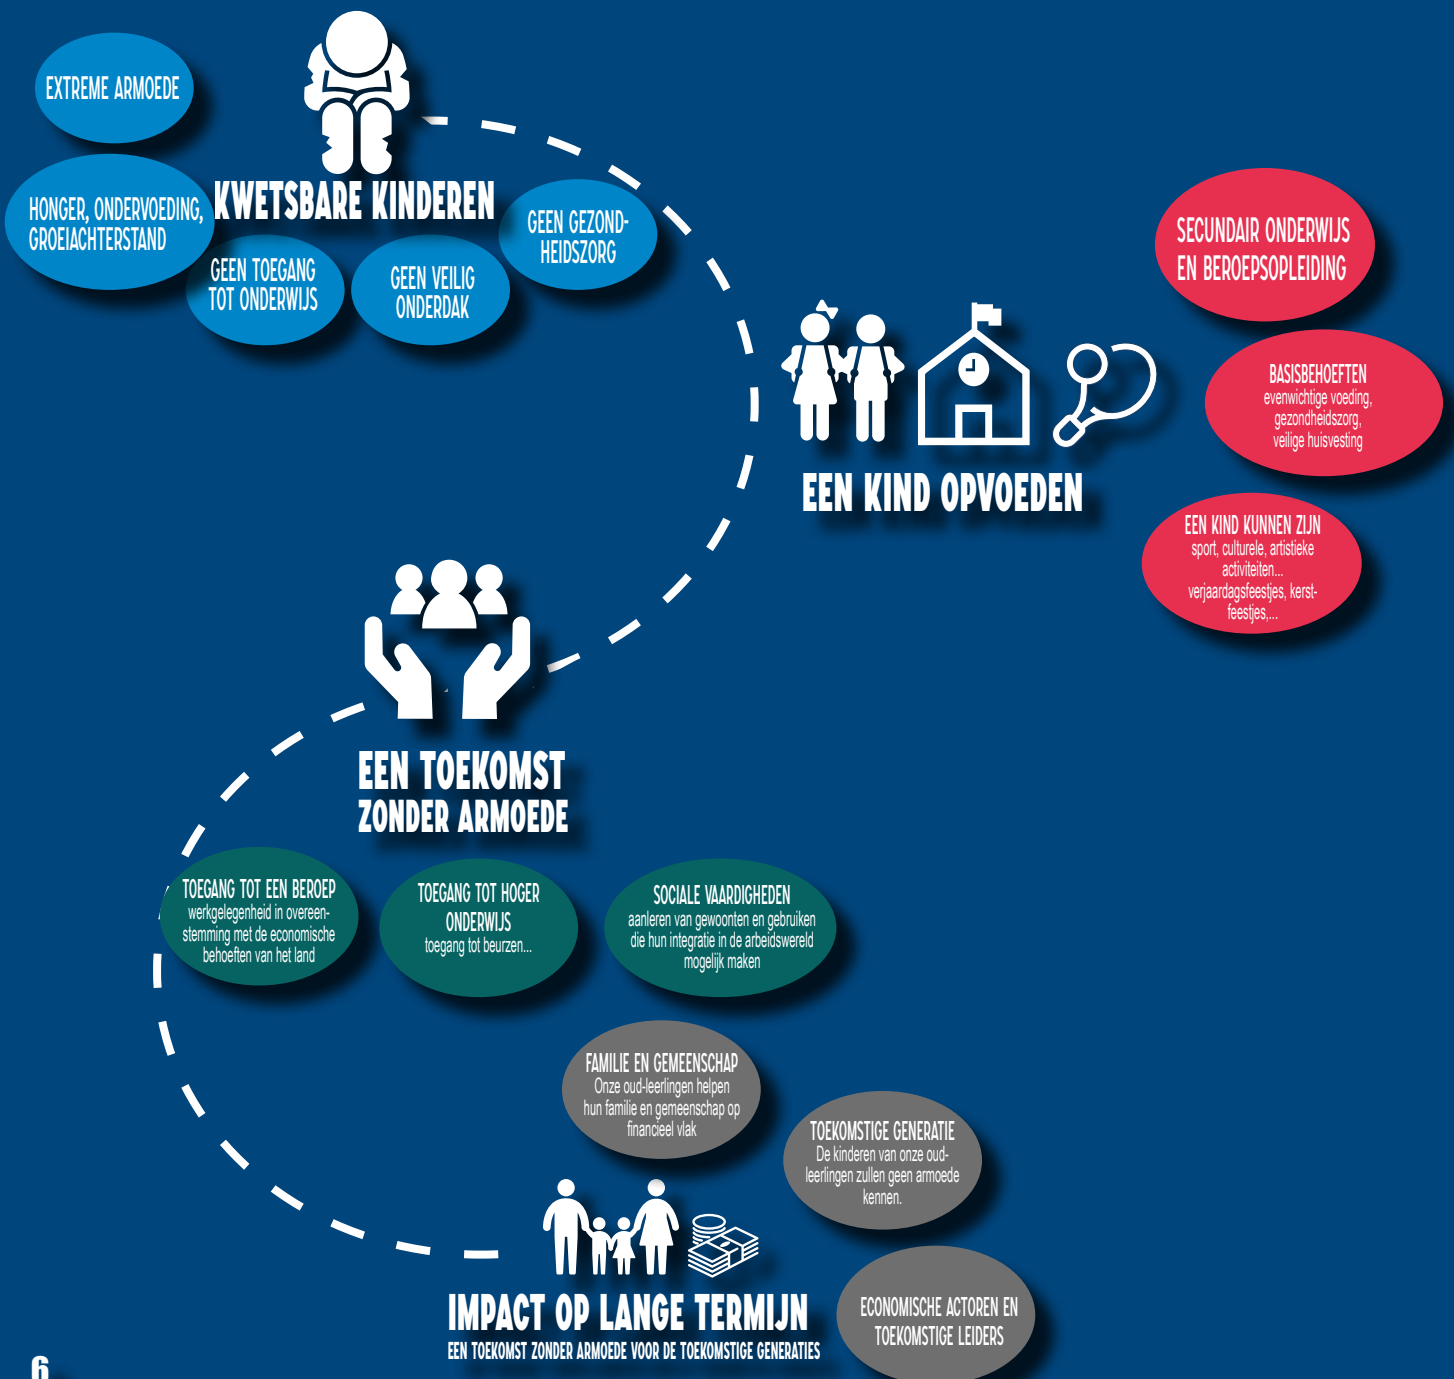 EXTREME ARMOEDE
HONGER, ONDERVOEDING,
GROEIACHTERSTAND
KWETSBARE KINDEREN
GEEN TOEGANG
TOT ONDERWIJS
GEEN VEILIG
ONDERDAK
GEEN GEZOND-
HEIDSZORG
SECUNDAIR ONDERWIJS
EN BEROEPSOPLEIDING
BASISBEHOEFTEN
evenwichtige voeding,
gezondheidszorg,
veilige huisvesting
EEN KIND OPVOEDEN
EEN KIND KUNNEN ZIJN
sport, culturele, artistieke
activiteiten...
verjaardagsfeestjes, kerst-
feestjes,...
EEN TOEKOMST
ZONDER ARMOEDE
TOEGANG TOT EEN BEROEP
werkgelegenheid in overeen-
stemming met de economische
behoeften van het land
TOEGANG TOT HOGER
ONDERWIJS
toegang tot beurzen...
SOCIALE VAARDIGHEDEN
aanleren van gewoonten en gebruiken
die hun integratie in de arbeidswereld
mogelijk maken
FAMILIE EN GEMEENSCHAP
Onze oud-leerlingen helpen
hun familie en gemeenschap op
financieel vlak
TOEKOMSTIGE GENERATIE
De kinderen van onze oud-
leerlingen zullen geen armoede
kennen.
ECONOMISCHE ACTOREN EN
TOEKOMSTIGE LEIDERS
IMPACT OP LANGE TERMIJN
EEN TOEKOMST ZONDER ARMOEDE VOOR DE TOEKOMSTIGE GENERATIES
6